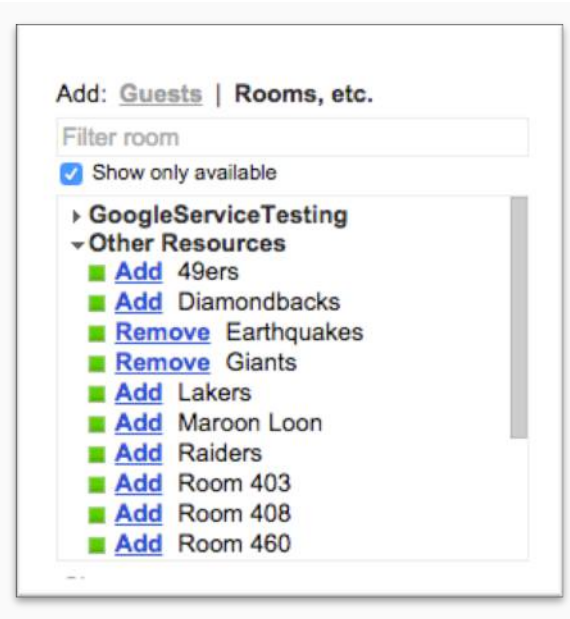 Add: Guests | Rooms, etc.
Filter room
Show only available
GoogleServiceTesting
Other Resources
Add 49ers
Add Diamondbacks
Remove Earthquakes
Remove Giants
Add Lakers
Add Maroon Loon
Add Raiders
Add Room 403
Add Room 408
Add Room 460